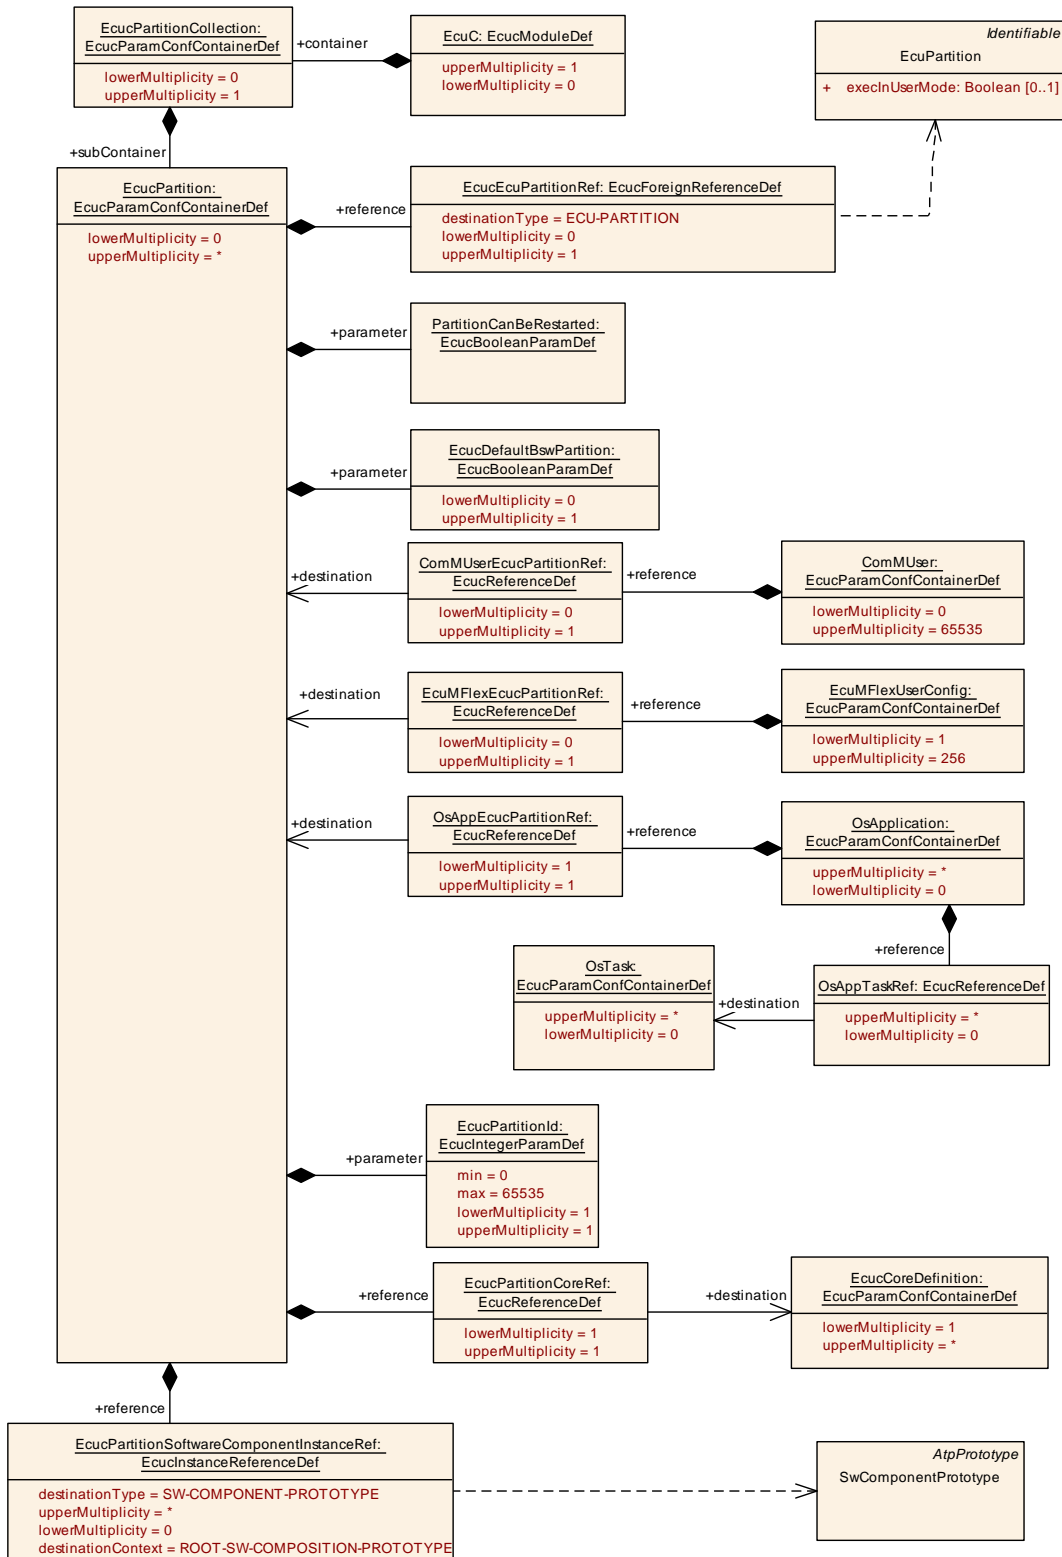 EcucPartitionCollection:
EcucParamConfContainerDef
lowerMultiplicity = 0
upperMultiplicity = 1
+container
EcuC: EcucModuleDef
upperMultiplicity = 1
lowerMultiplicity = 0
Identifiable
EcuPartition
+ execInUserMode: Boolean [0..1]
+subContainer
EcucPartition:
EcucParamConfContainerDef
lowerMultiplicity = 0
upperMultiplicity = *
+reference
EcucEcuPartitionRef: EcucForeignReferenceDef
destinationType = ECU-PARTITION
lowerMultiplicity = 0
upperMultiplicity = 1
+parameter
PartitionCanBeRestarted:
EcucBooleanParamDef
+parameter
EcucDefaultBswPartition:
EcucBooleanParamDef
lowerMultiplicity = 0
upperMultiplicity = 1
+destination
ComMUserEcucPartitionRef:
EcucReferenceDef
lowerMultiplicity = 0
upperMultiplicity = 1
+reference
ComMUser:
EcucParamConfContainerDef
lowerMultiplicity = 0
upperMultiplicity = 65535
+destination
EcuMFlexEcucPartitionRef:
EcucReferenceDef
lowerMultiplicity = 0
upperMultiplicity = 1
+reference
EcuMFlexUserConfig:
EcucParamConfContainerDef
lowerMultiplicity = 1
upperMultiplicity = 256
+destination
OsAppEcucPartitionRef:
EcucReferenceDef
lowerMultiplicity = 1
upperMultiplicity = 1
+reference
OsApplication:
EcucParamConfContainerDef
upperMultiplicity = *
lowerMultiplicity = 0
+reference
OsTask:
EcucParamConfContainerDef
upperMultiplicity = *
lowerMultiplicity = 0
+destination
OsAppTaskRef: EcucReferenceDef
upperMultiplicity = *
lowerMultiplicity = 0
+parameter
EcucPartitionId:
EcucIntegerParamDef
min = 0
max = 65535
lowerMultiplicity = 1
upperMultiplicity = 1
+reference
EcucPartitionCoreRef:
EcucReferenceDef
lowerMultiplicity = 1
upperMultiplicity = 1
+destination
EcucCoreDefinition:
EcucParamConfContainerDef
lowerMultiplicity = 1
upperMultiplicity = *
+reference
EcucPartitionSoftwareComponentInstanceRef:
EcucInstanceReferenceDef
destinationType = SW-COMPONENT-PROTOTYPE
upperMultiplicity = *
lowerMultiplicity = 0
destinationContext = ROOT-SW-COMPOSITION-PROTOTYPE
AtpPrototype
SwComponentPrototype